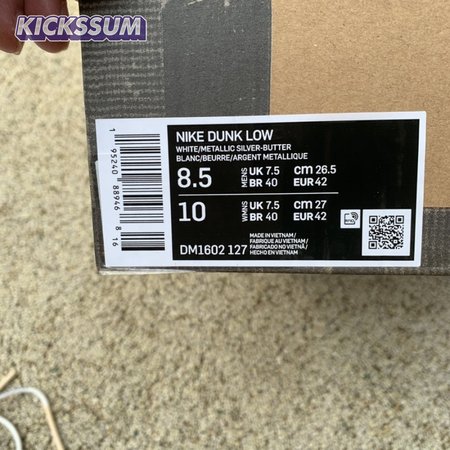 KICKSSUM
NIKE DUNK LOW
WHITE/METALLIC SILVER-BUTTER
BLANC/BEURRE/ARGENT METALLIQUE
8.5 MENS UK 7.5 cm 26.5
BR 40 EUR 42
10 WMNS UK 7.5 cm 27
BR 40 EUR 42
DM1602 127
MADE IN VIETNAM /
FABRIQUE AU VIETNAM /
FABRICADO NO VIETNÃ /
HECHO EN VIETNAM
1 95240 88946 8 16